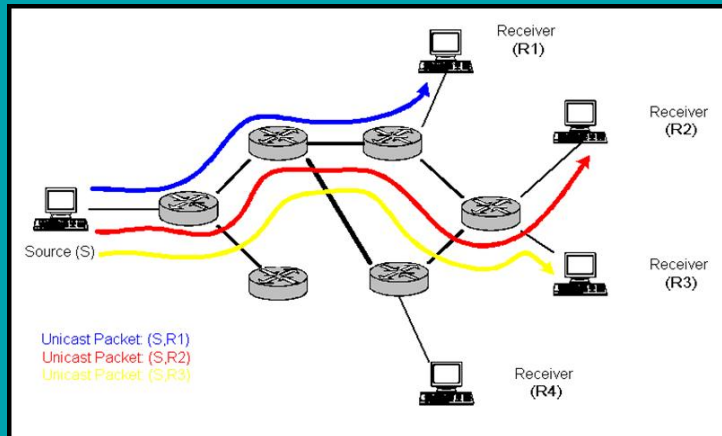 Receiver
(R1)
Receiver
(R2)
Source (S)
Receiver
(R3)
Unicast Packet: (S,R1)
Unicast Packet: (S,R2)
Unicast Packet: (S,R3)
Receiver
(R4)